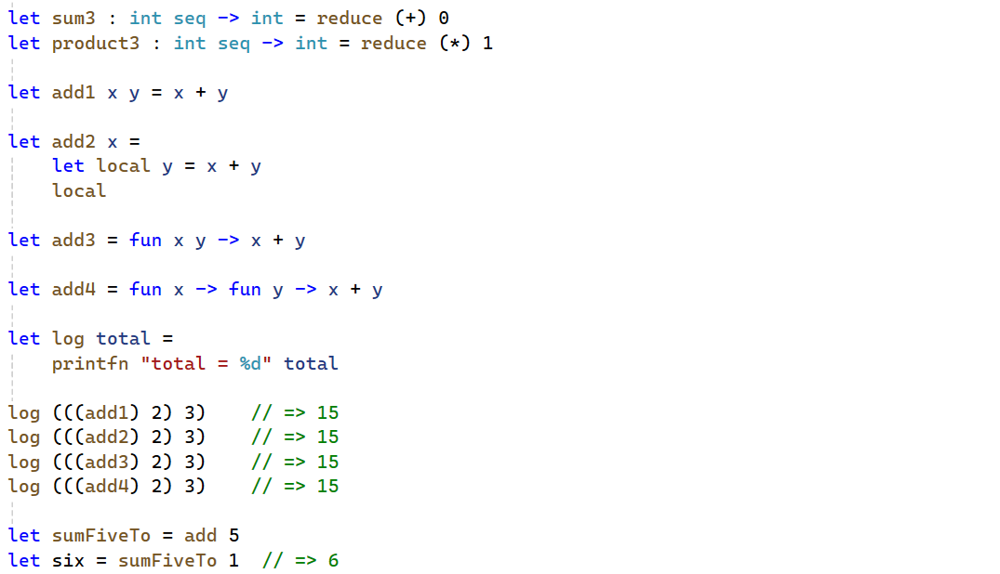 let sum3 : int seq -> int = reduce (+) 0
let product3 : int seq -> int = reduce (*) 1

let add1 x y = x + y

let add2 x =
    let local y = x + y
    local

let add3 = fun x y -> x + y

let add4 = fun x -> fun y -> x + y

let log total =
    printfn "total = %d" total

log (((add1) 2) 3)    // => 15
log (((add2) 2) 3)    // => 15
log (((add3) 2) 3)    // => 15
log (((add4) 2) 3)    // => 15

let sumFiveTo = add 5
let six = sumFiveTo 1  // => 6